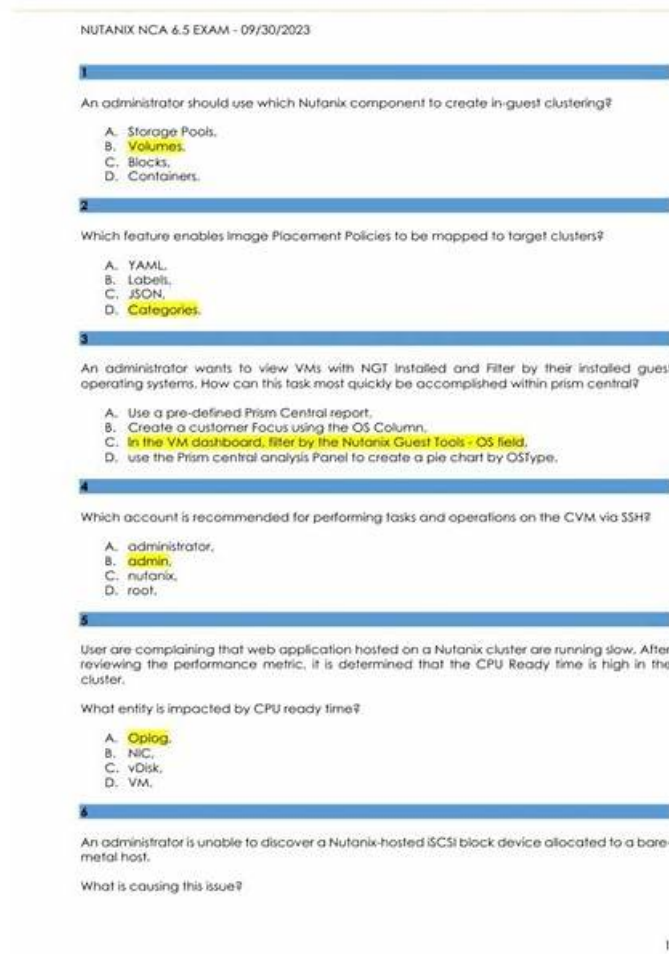 NUTANIX NCA 6.5 EXAM - 09/30/2023
1
An administrator should use which Nutanix component to create in-guest clustering?
A. Storage Pools.
B. Volumes.
C. Blocks.
D. Containers.
2
Which feature enables Image Placement Policies to be mapped to target clusters?
A. YAML.
B. Labels.
C. JSON.
D. Categories.
3
An administrator wants to view VMs with NGT Installed and Filter by their installed gues
operating systems. How can this task most quickly be accomplished within prism central?
A. Use a pre-defined Prism Central report.
B. Create a customer Focus using the OS Column.
C. In the VM dashboard, filter by the Nutanix Guest Tools - OS field.
D. use the Prism central analysis Panel to create a pie chart by OSType.
4
Which account is recommended for performing tasks and operations on the CVM via SSH?
A. administrator.
B. admin.
C. nutanix.
D. root.
5
User are complaining that web application hosted on a Nutanix cluster are running slow. After
reviewing the performance metric, it is determined that the CPU Ready time is high in the
cluster.
What entity is impacted by CPU ready time?
A. Oplog.
B. NIC.
C. vDisk.
D. VM.
6
An administrator is unable to discover a Nutanix-hosted iSCSI block device allocated to a bare-
metal host.
What is causing this issue?
1